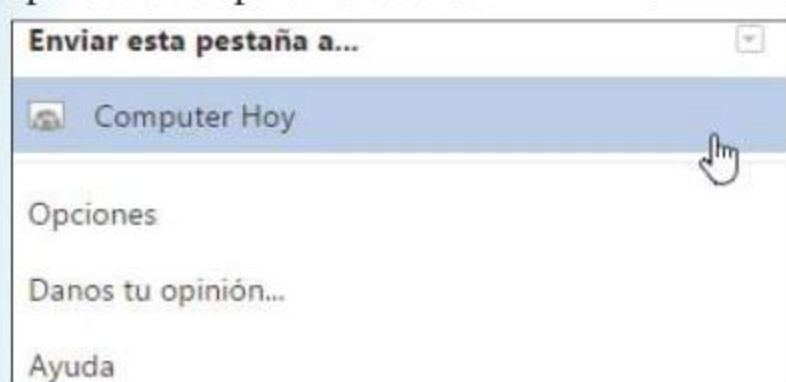 Enviar esta pestaña a...
Computer Hoy
Opciones
Danos tu opinión...
Ayuda